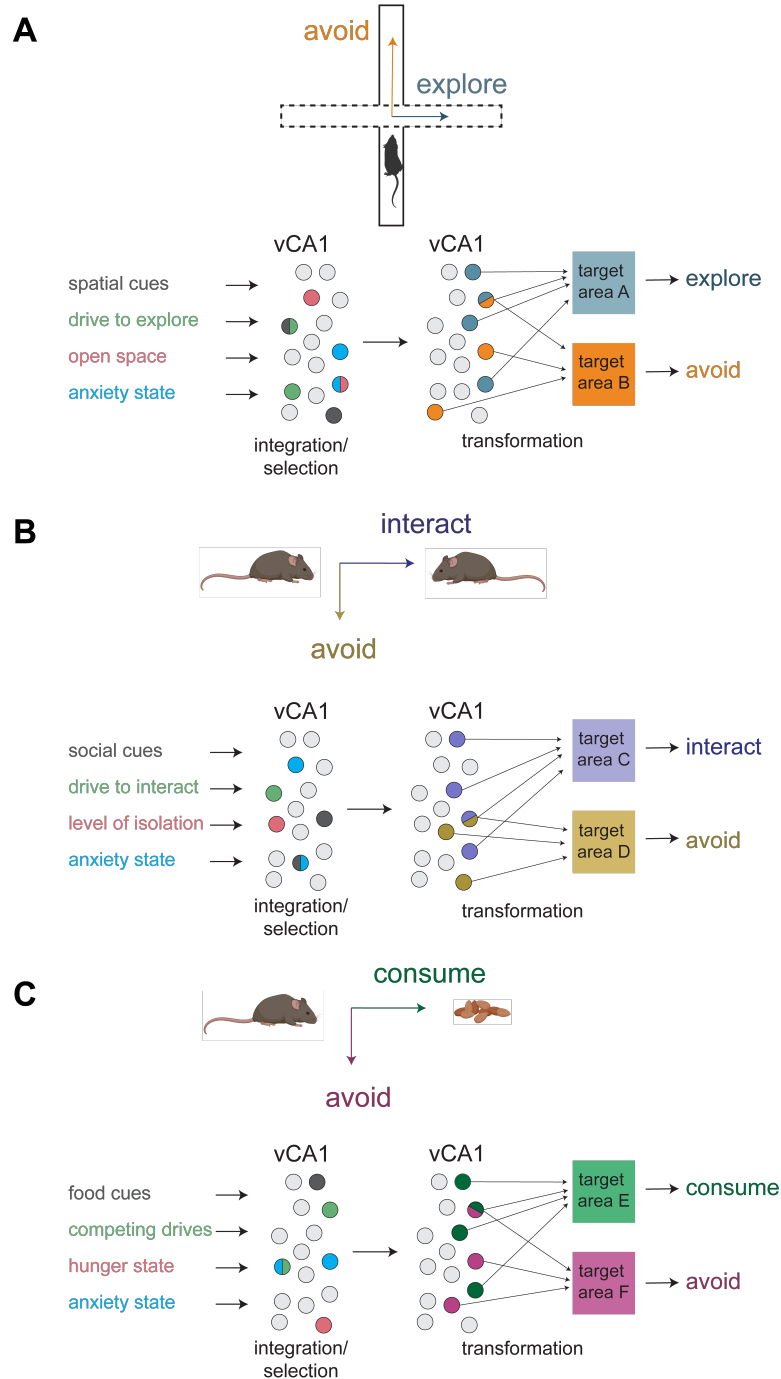 A
avoid
explore
vCA1
vCA1
spatial cues
drive to explore
open space
anxiety state
target
area A
explore
target
area B
avoid
integration/
selection
transformation
B
interact
avoid
vCA1
vCA1
social cues
drive to interact
level of isolation
anxiety state
target
area C
interact
target
area D
avoid
integration/
selection
transformation
C
consume
avoid
vCA1
vCA1
food cues
competing drives
hunger state
anxiety state
target
area E
consume
target
area F
avoid
integration/
selection
transformation